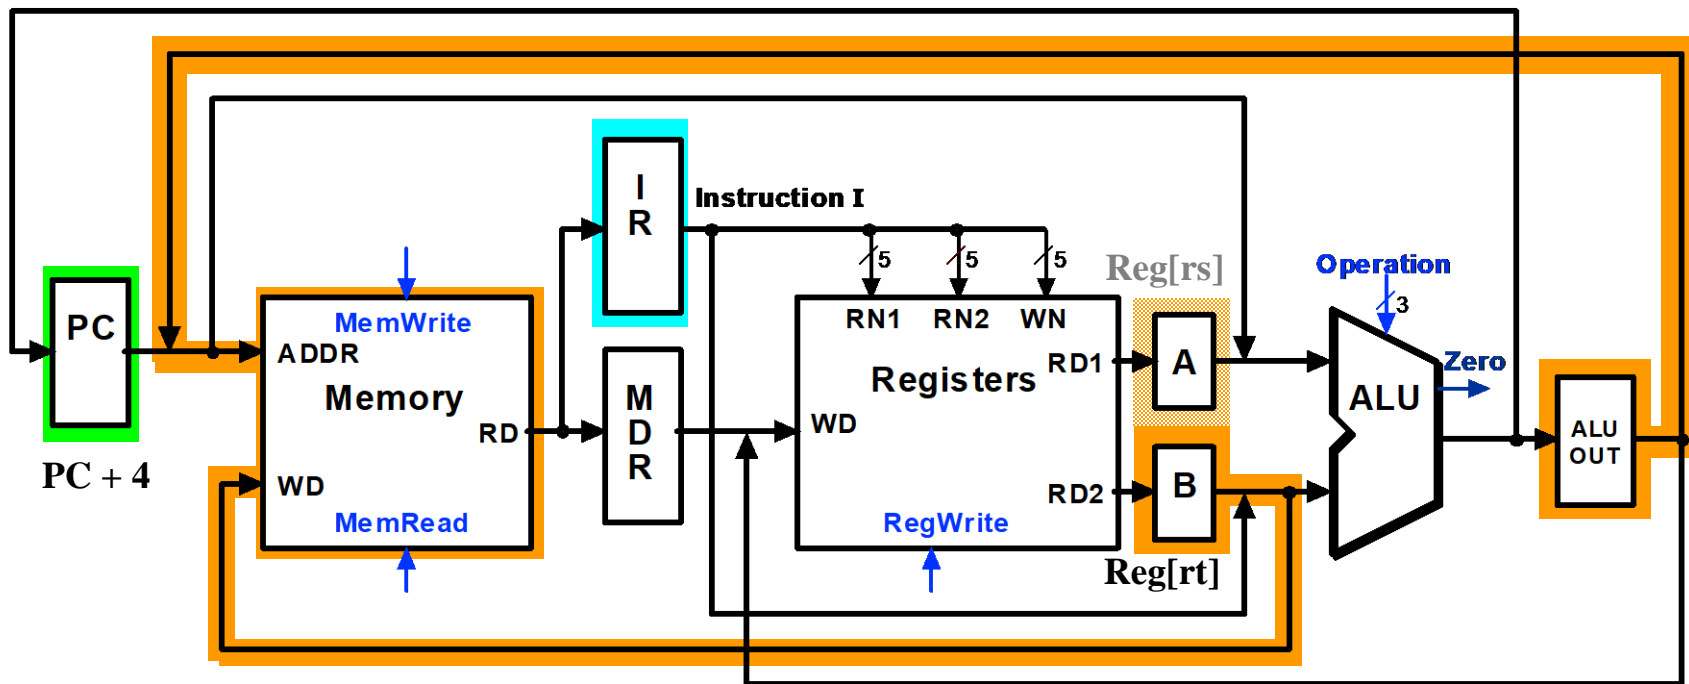 I
R
Instruction I
5
5
5
Reg[rs]
Operation
3
PC
MemWrite
ADDR
Memory
RD
WD
MemRead
PC + 4
M
D
R
RN1
RN2
WN
RD1
Registers
WD
RD2
RegWrite
A
B
Reg[rt]
Zero
ALU
ALU
OUT